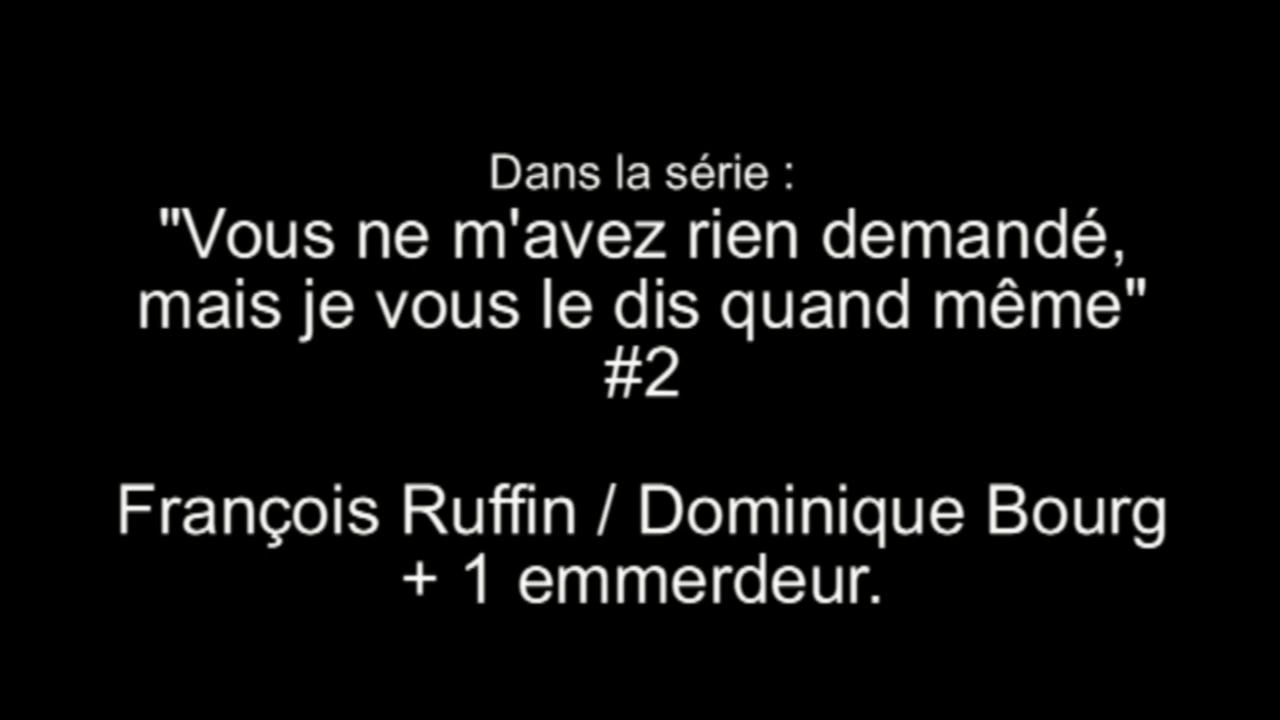 Dans la série :
"Vous ne m'avez rien demandé,
mais je vous le dis quand même"
#2
François Ruffin / Dominique Bourg
+ 1 emmerdeur.